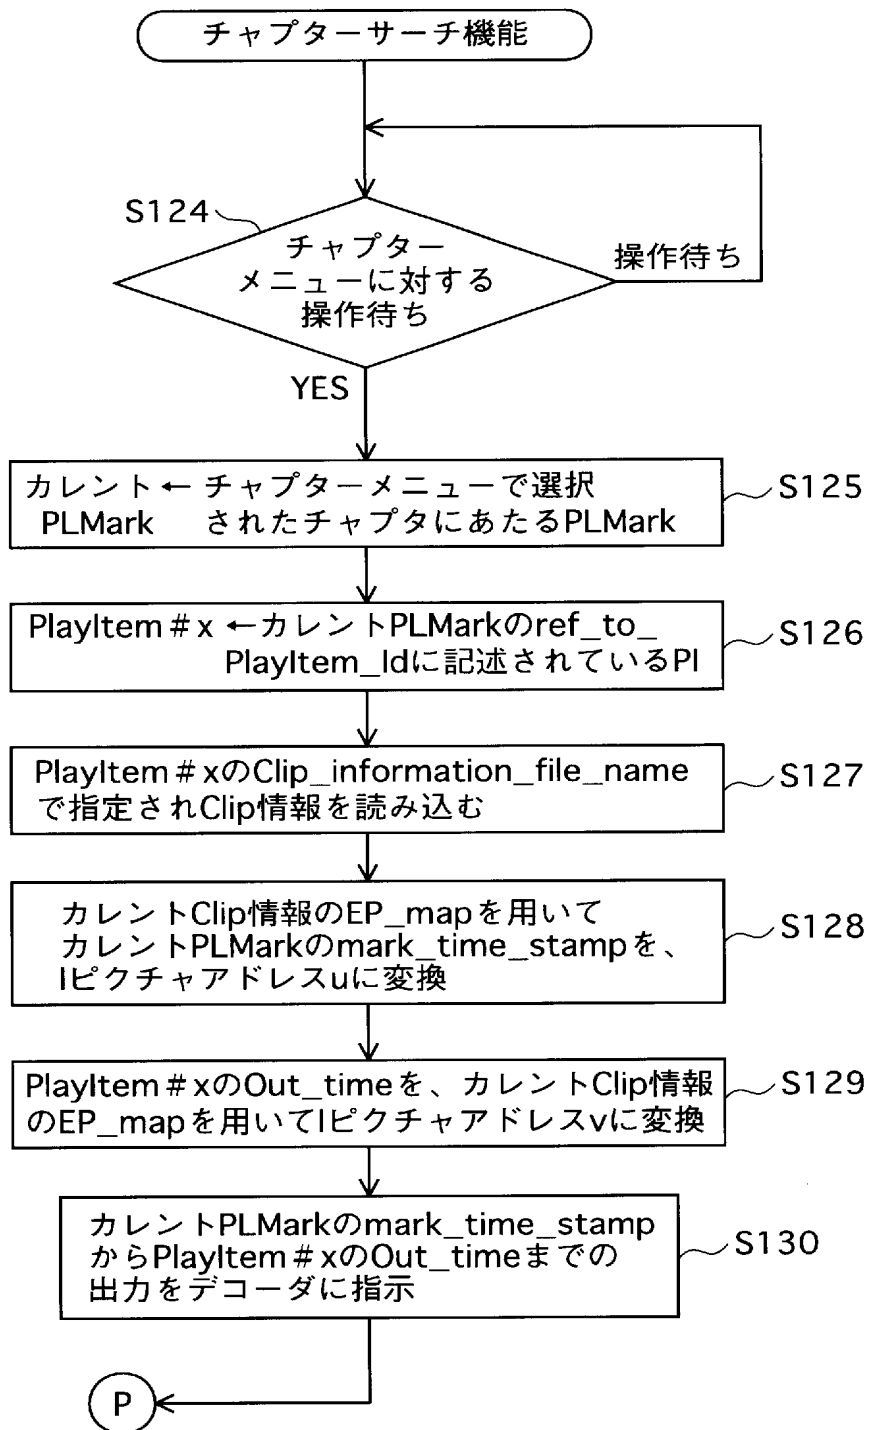 チャプターサーチ機能
S124
チャプター
メニューに対する
操作待ち
操作待ち
YES
カレント← チャプターメニューで選択
PLMark されたチャプタにあたるPLMark
S125
PlayItem#x ←カレントPLMarkのref_to_
PlayItem_Idに記述されているPI
S126
PlayItem#xのClip_information_file_name
で指定されClip情報を読み込む
S127
カレントClip情報のEP_mapを用いて
カレントPLMarkのmark_time_stampを、
Iピクチャアドレスuに変換
S128
PlayItem#xのOut_timeを、カレントClip情報
のEP_mapを用いてIピクチャアドレスvに変換
S129
カレントPLMarkのmark_time_stamp
からPlayItem#xのOut_timeまでの
出力をデコーダに指示
S130
P